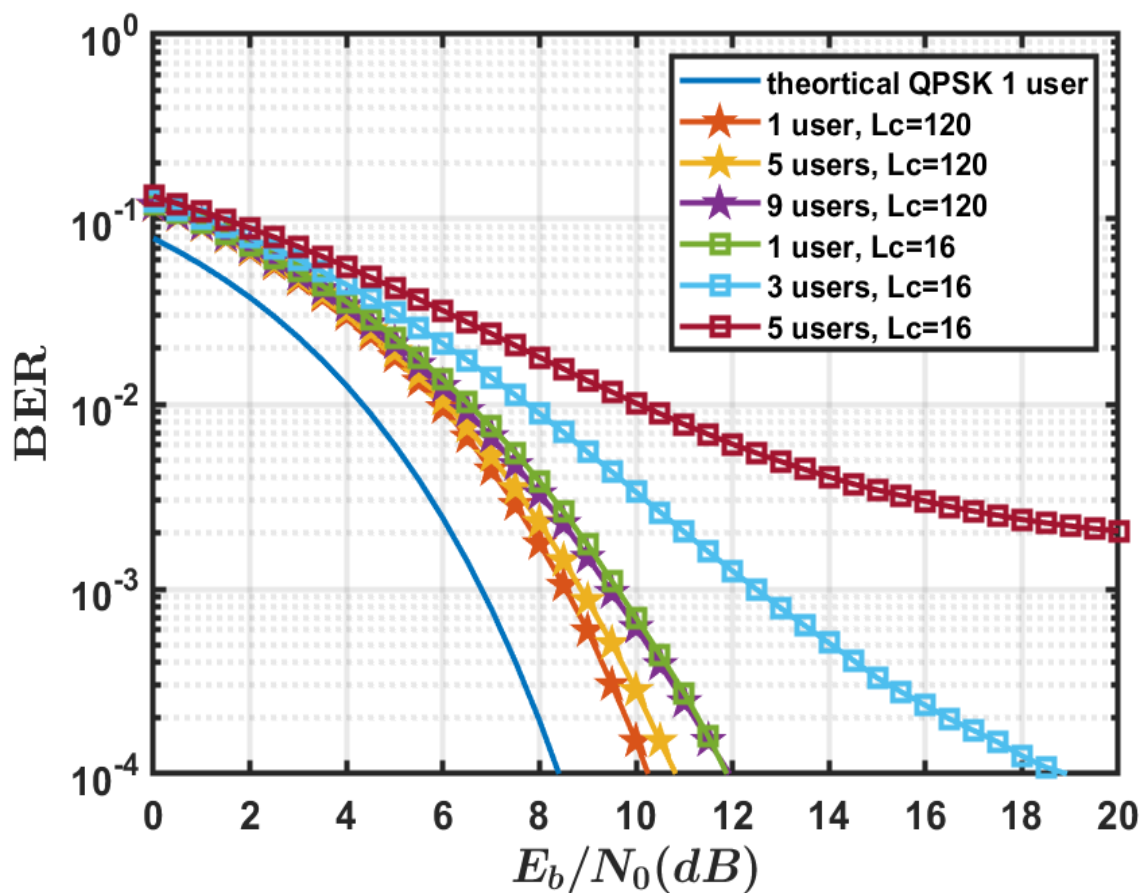 10^0
10^-1
10^-2
10^-3
10^-4
BER
theortical QPSK 1 user
1 user, Lc=120
5 users, Lc=120
9 users, Lc=120
1 user, Lc=16
3 users, Lc=16
5 users, Lc=16
0 2 4 6 8 10 12 14 16 18 20
E_b/N_0(dB)